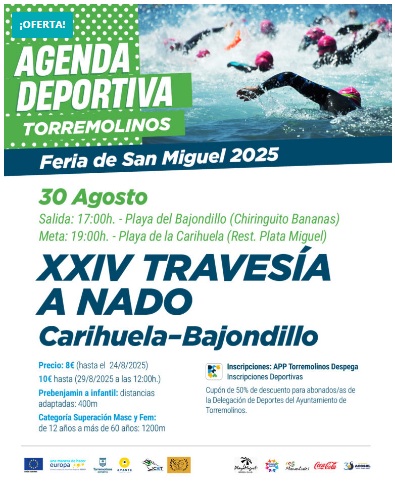 ¡OFERTA!
AGENDA
DEPORTIVA
TORREMOLINOS
Feria de San Miguel 2025
30 Agosto
Salida: 17:00h. - Playa del Bajondillo (Chiringuito Bananas)
Meta: 19:00h. - Playa de la Carihuela (Rest. Plata Miguel)
XXIV TRAVESÍA
A NADO
Carihuela–Bajondillo
Precio: 8€ (hasta el 24/8/2025)
10€ hasta (29/8/2025 a las 12:00h.)
Prebenjamin a infantil: distancias
adaptadas: 400m
Categoría Superación Masc y Fem:
de 12 años a más de 60 años: 1200m
Inscripciones: APP Torremolinos Despega
Inscripciones Deportivas
Cupón de 50% de descuento para abonados/as de
la Delegación de Deportes del Ayuntamiento de
Torremolinos.
europa
Coca-Cola